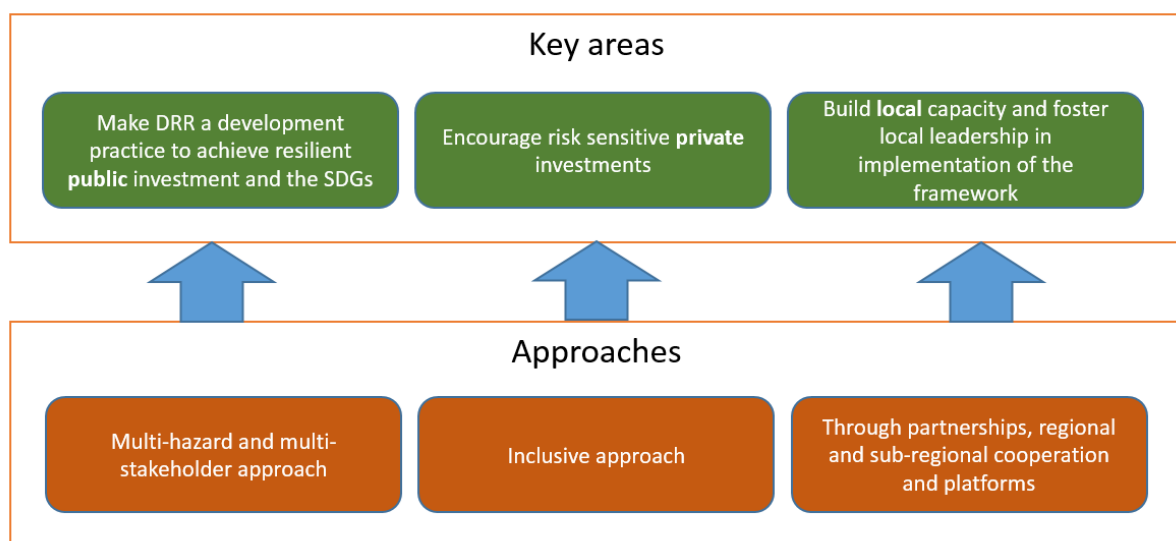 Key areas
Make DRR a development
practice to achieve resilient
public investment and the SDGs
Encourage risk sensitive private
investments
Build local capacity and foster
local leadership in
implementation of the
framework
Approaches
Multi-hazard and multi-
stakeholder approach
Inclusive approach
Through partnerships, regional
and sub-regional cooperation
and platforms